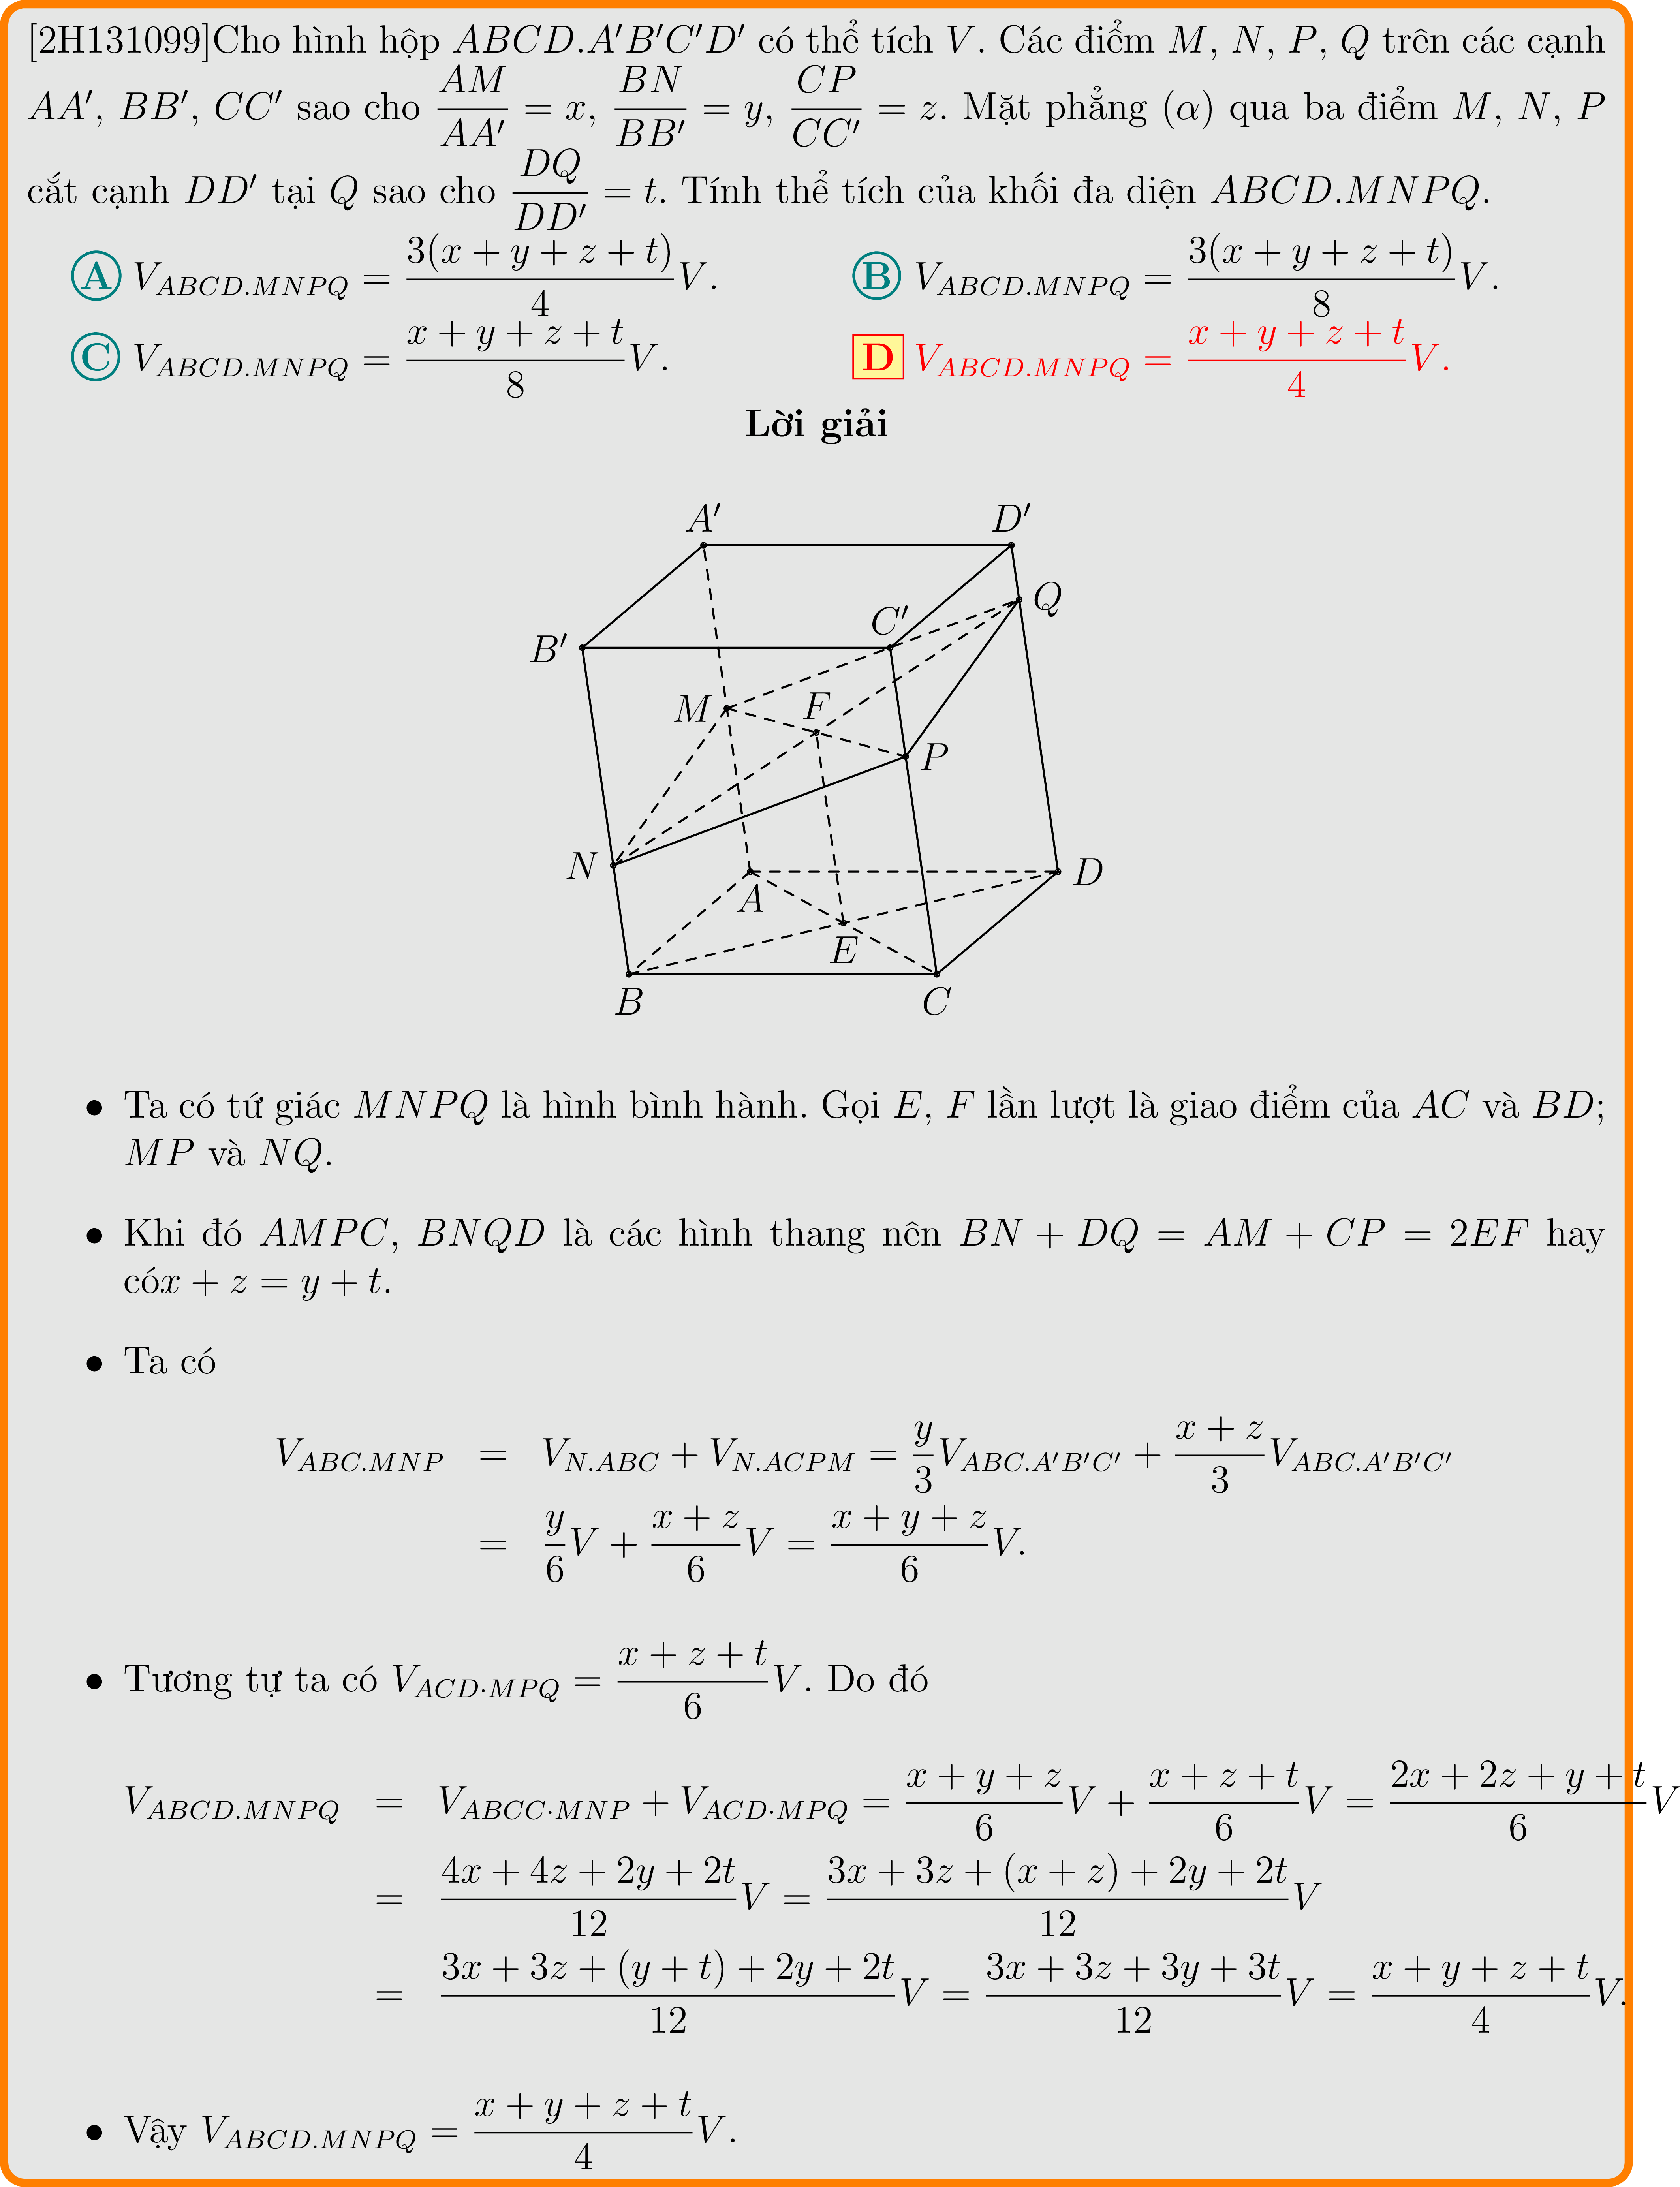 [2H131099]Cho hình hộp ABCD.A′B′C′D′ có thể tích V. Các điểm M, N, P, Q trên các cạnh
AA′, BB′, CC′ sao cho \frac{AM}{AA′} = x, \frac{BN}{BB′} = y, \frac{CP}{CC′} = z. Mặt phẳng (α) qua ba điểm M, N, P
cắt cạnh DD′ tại Q sao cho \frac{DQ}{DD′} = t. Tính thể tích của khối đa diện ABCD.MNPQ.
A V_{ABCD.MNPQ} = \frac{3(x + y + z + t)}{4}V. B V_{ABCD.MNPQ} = \frac{3(x + y + z + t)}{8}V.
C V_{ABCD.MNPQ} = \frac{x + y + z + t}{8}V. D V_{ABCD.MNPQ} = \frac{x + y + z + t}{4}V.
Lời giải
A′ D′
Q
C′
B′
M F
P
N
A D
E
B C
• Ta có tứ giác MNPQ là hình bình hành. Gọi E, F lần lượt là giao điểm của AC và BD;
MP và NQ.
• Khi đó AMPC, BNQD là các hình thang nên BN + DQ = AM + CP = 2EF hay
cóx + z = y + t.
• Ta có
V_{ABC.MNP} = V_{N.ABC} + V_{N.ACPM} = \frac{y}{3}V_{ABC.A′B′C′} + \frac{x + z}{3}V_{ABC.A′B′C′}
= \frac{y}{6}V + \frac{x + z}{6}V = \frac{x + y + z}{6}V.
• Tương tự ta có V_{ACD·MPQ} = \frac{x + z + t}{6}V. Do đó
V_{ABCD.MNPQ} = V_{ABCC·MNP} + V_{ACD·MPQ} = \frac{x + y + z}{6}V + \frac{x + z + t}{6}V = \frac{2x + 2z + y + t}{6}V
= \frac{4x + 4z + 2y + 2t}{12}V = \frac{3x + 3z + (x + z) + 2y + 2t}{12}V
= \frac{3x + 3z + (y + t) + 2y + 2t}{12}V = \frac{3x + 3z + 3y + 3t}{12}V = \frac{x + y + z + t}{4}V.
• Vậy V_{ABCD.MNPQ} = \frac{x + y + z + t}{4}V.